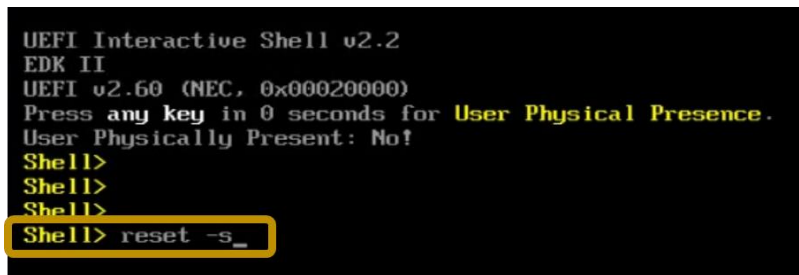 UEFI Interactive Shell v2.2
EDK II
UEFI v2.60 (NEC, 0x00020000)
Press any key in 0 seconds for User Physical Presence.
User Physically Present: No!
Shell>
Shell>
Shell>
Shell> reset -s_